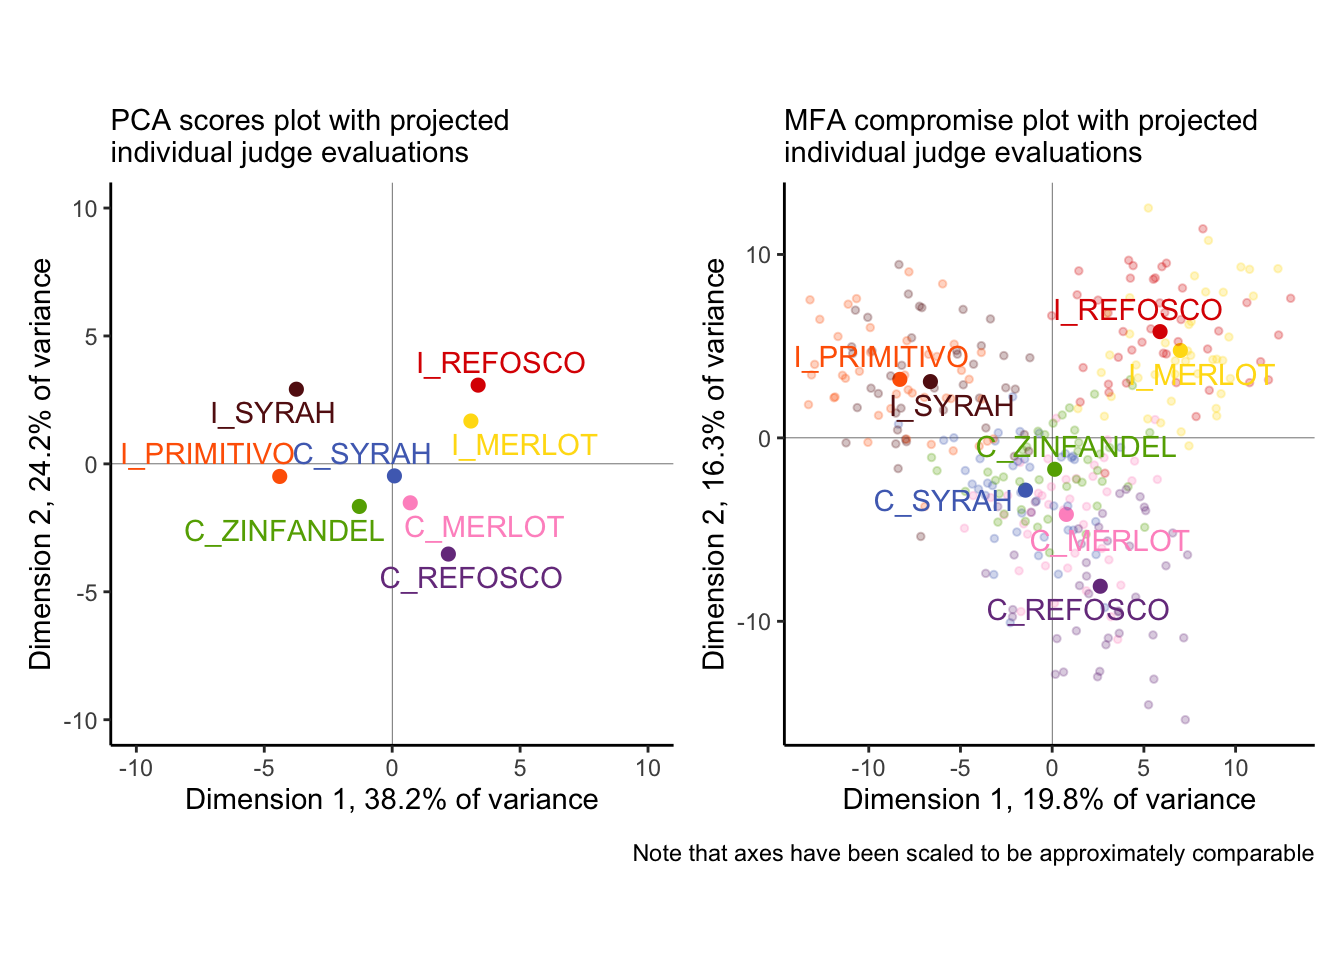 PCA scores plot with projected
individual judge evaluations
Dimension 2, 24.2% of variance
10
5
0
-5
-10
I_REFOSCO
I_SYRAH
I_MERLOT
I_PRIMITIVO
C_SYRAH
C_ZINFANDEL
C_MERLOT
C_REFOSCO
-10
-5
0
5
10
Dimension 1, 38.2% of variance
MFA compromise plot with projected
individual judge evaluations
Dimension 2, 16.3% of variance
10
0
-10
I_REFOSCO
I_PRIMITIVO
I_MERLOT
I_SYRAH
C_ZINFANDEL
C_SYRAH
C_MERLOT
C_REFOSCO
-10
-5
0
5
10
Dimension 1, 19.8% of variance
Note that axes have been scaled to be approximately comparable